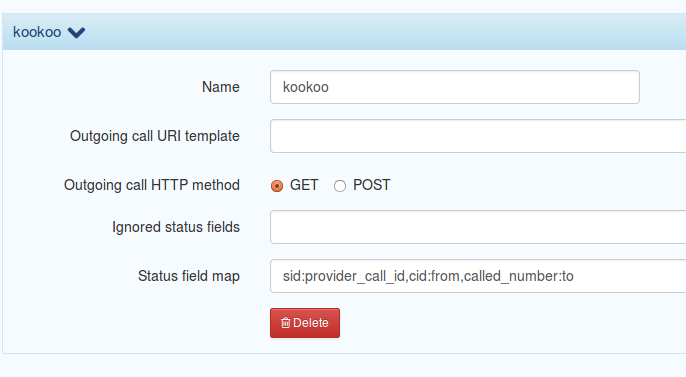 kookoo
Name kookoo
Outgoing call URI template
Outgoing call HTTP method GET POST
Ignored status fields
Status field map sid:provider_call_id,cid:from,called_number:to
Delete